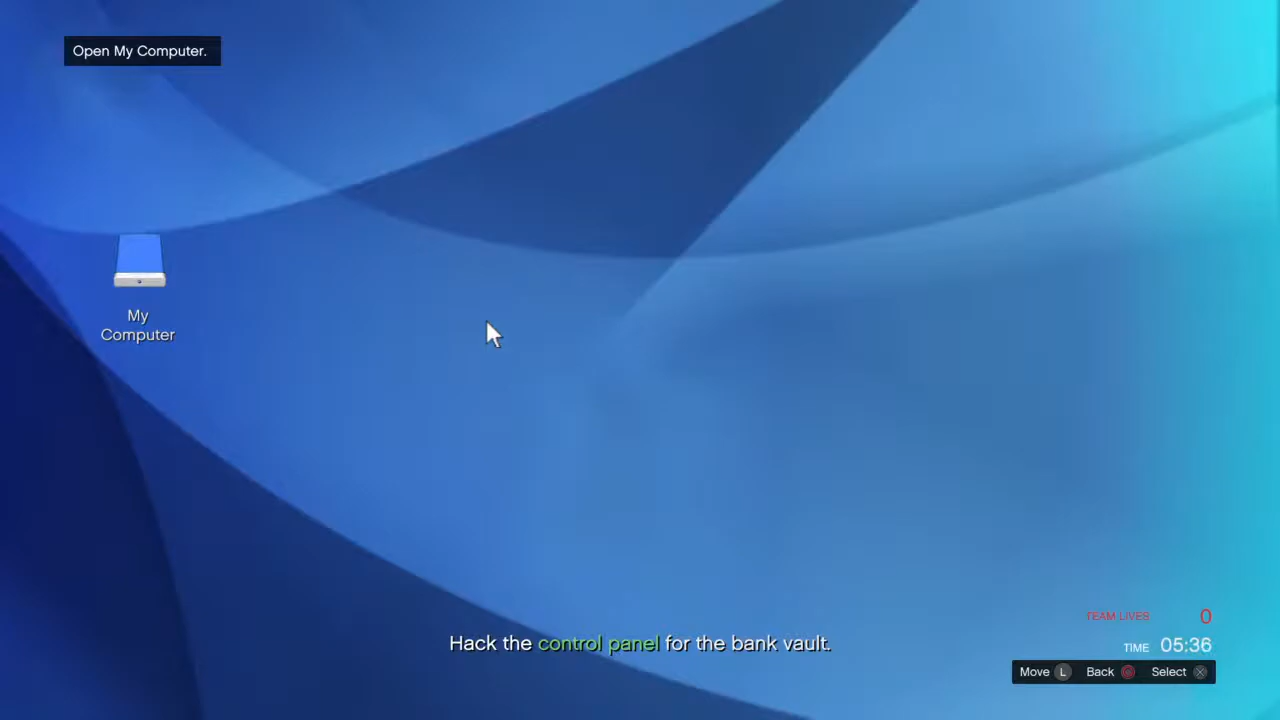 Open My Computer.
My
Computer
Hack the control panel for the bank vault.
TEAM LIVES 0
TIME 05:36
Move L Back Select